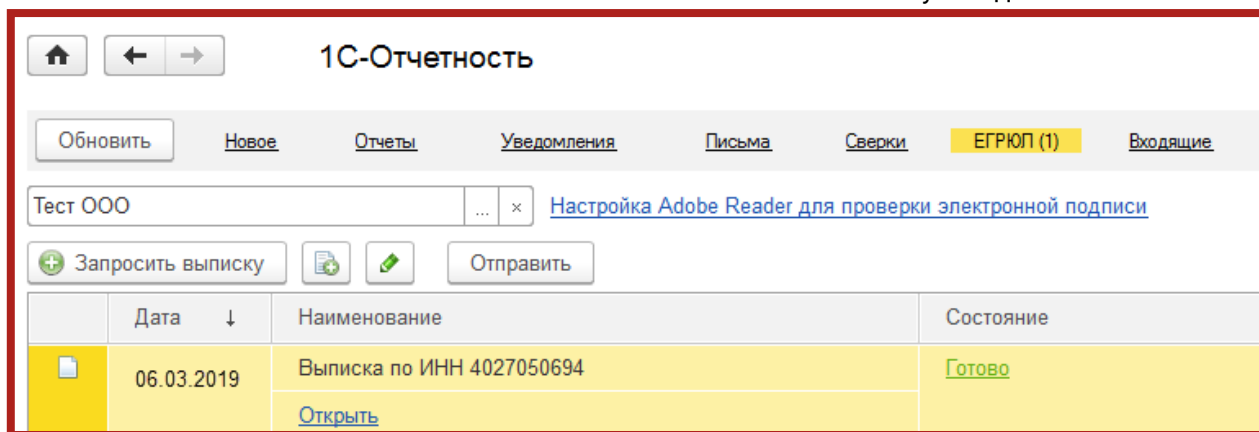 1С-Отчетность
Обновить Новое Отчеты Уведомления Письма Сверки ЕГРЮЛ (1) Входящие
Тест ООО ... × Настройка Adobe Reader для проверки электронной подписи
Запросить выписку Отправить
Дата ↓ Наименование Состояние
06.03.2019 Выписка по ИНН 4027050694 Готово
Открыть